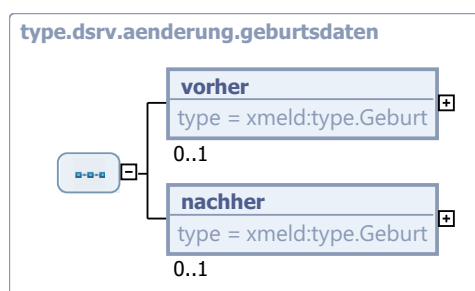 type.dsrv.aenderung.geburtsdaten
vorher
type = xmeld:type.Geburt
0..1
nachher
type = xmeld:type.Geburt
0..1